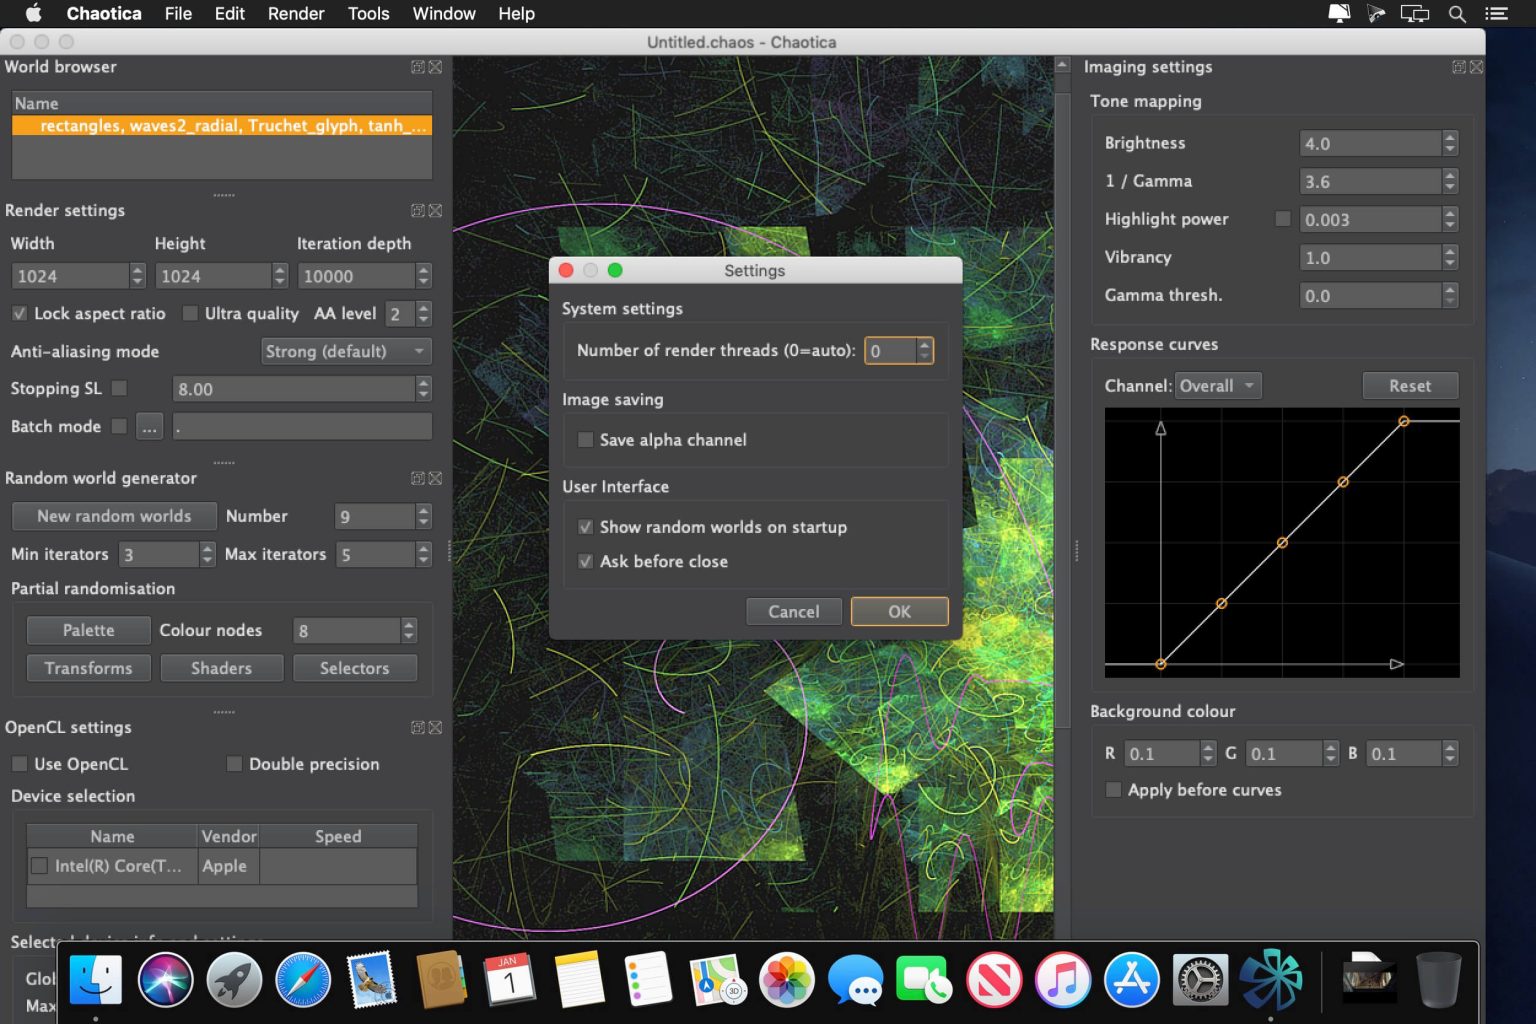 Chaotica File Edit Render Tools Window Help
Untitled.chaos - Chaotica
World browser
Name
rectangles, waves2_radial, Truchet_glyph, tanh_...
Render settings
Width Height Iteration depth
1024 1024 10000
Lock aspect ratio Ultra quality AA level 2
Anti-aliasing mode Strong (default)
Stopping SL 8.00
Batch mode ... .
Random world generator
New random worlds Number 9
Min iterators 3 Max iterators 5
Partial randomisation
Palette Colour nodes 8
Transforms Shaders Selectors
OpenCL settings
Use OpenCL Double precision
Device selection
Name Vendor Speed
Intel(R) Core(T... Apple
Settings
System settings
Number of render threads (0=auto): 0
Image saving
Save alpha channel
User Interface
Show random worlds on startup
Ask before close
Cancel OK
Imaging settings
Tone mapping
Brightness 4.0
1 / Gamma 3.6
Highlight power 0.003
Vibrancy 1.0
Gamma thresh. 0.0
Response curves
Channel: Overall Reset
Background colour
R 0.1 G 0.1 B 0.1
Apply before curves
Max
JAN
1
3D